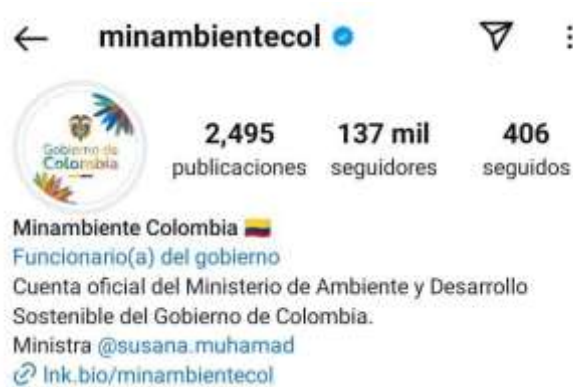 minambientecol
Gobierno de
Colombia
2,495 137 mil 406
publicaciones seguidores seguidos
Minambiente Colombia 🇨🇴
Funcionario(a) del gobierno
Cuenta oficial del Ministerio de Ambiente y Desarrollo
Sostenible del Gobierno de Colombia.
Ministra @susana.muhamad
lnk.bio/minambientecol